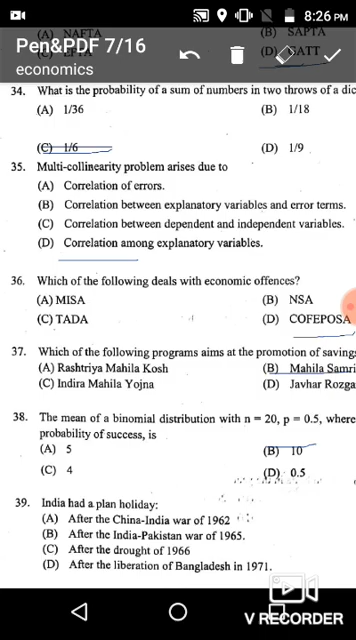 8:26 PM
(A) NAFTA (B) SAPTA
(C) EFTA (D) GATT
Pen&PDF 7/16
economics
34. What is the probability of a sum of numbers in two throws of a dic
(A) 1/36 (B) 1/18
(C) 1/6 (D) 1/9
35. Multi-collinearity problem arises due to
(A) Correlation of errors.
(B) Correlation between explanatory variables and error terms.
(C) Correlation between dependent and independent variables.
(D) Correlation among explanatory variables.
36. Which of the following deals with economic offences?
(A) MISA (B) NSA
(C) TADA (D) COFEPOSA
37. Which of the following programs aims at the promotion of saving
(A) Rashtriya Mahila Kosh (B) Mahila Samri
(C) Indira Mahila Yojna (D) Javhar Rozga
38. The mean of a binomial distribution with n = 20, p = 0.5, where
probability of success, is
(A) 5 (B) 10
(C) 4 (D) 0.5
39. India had a plan holiday:
(A) After the China-India war of 1962
(B) After the India-Pakistan war of 1965.
(C) After the drought of 1966
(D) After the liberation of Bangladesh in 1971.
V RECORDER